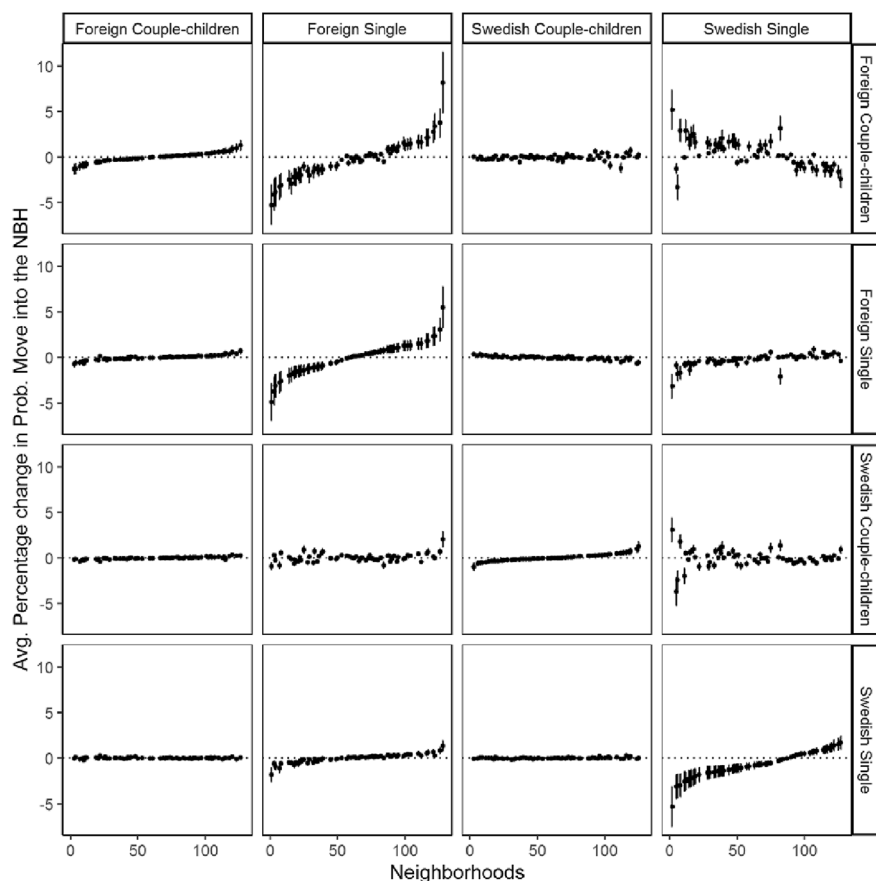 Foreign Couple-children
Foreign Single
Swedish Couple-children
Swedish Single
Avg. Percentage change in Prob. Move into the NBH
10
5
0
-5
Foreign Couple-children
10
5
0
-5
Foreign Single
10
5
0
-5
Swedish Couple-children
10
5
0
-5
Swedish Single
0 50 100
0 50 100
0 50 100
0 50 100
Neighborhoods